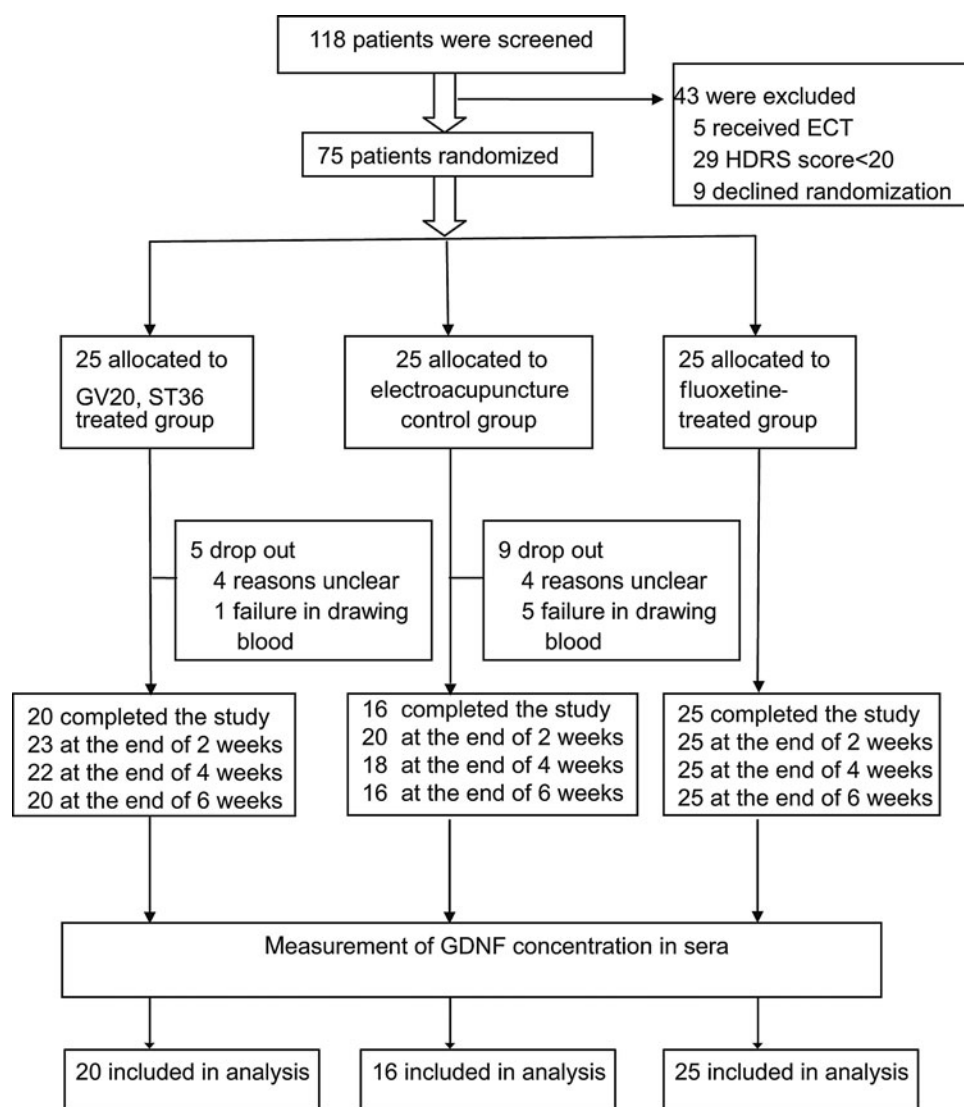 118 patients were screened
43 were excluded
5 received ECT
29 HDRS score<20
9 declined randomization
75 patients randomized
25 allocated to
GV20, ST36
treated group
25 allocated to
electroacupuncture
control group
25 allocated to
fluoxetine-
treated group
5 drop out
4 reasons unclear
1 failure in drawing
blood
9 drop out
4 reasons unclear
5 failure in drawing
blood
20 completed the study
23 at the end of 2 weeks
22 at the end of 4 weeks
20 at the end of 6 weeks
16 completed the study
20 at the end of 2 weeks
18 at the end of 4 weeks
16 at the end of 6 weeks
25 completed the study
25 at the end of 2 weeks
25 at the end of 4 weeks
25 at the end of 6 weeks
Measurement of GDNF concentration in sera
20 included in analysis
16 included in analysis
25 included in analysis